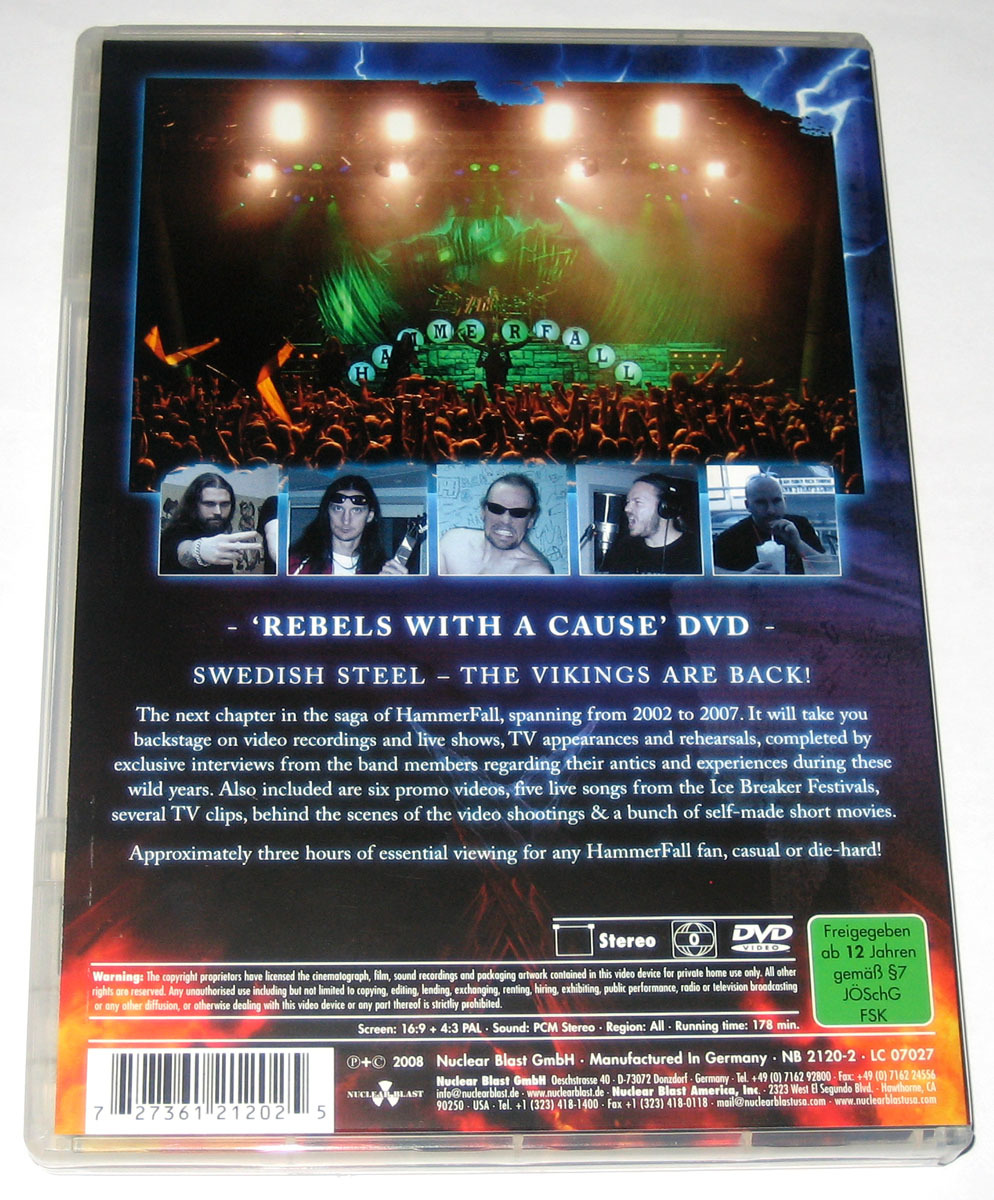 HAMMERFALL
- ‘REBELS WITH A CAUSE’ DVD -
SWEDISH STEEL – THE VIKINGS ARE BACK!
The next chapter in the saga of HammerFall, spanning from 2002 to 2007. It will take you
backstage on video recordings and live shows, TV appearances and rehearsals, completed by
exclusive interviews from the band members regarding their antics and experiences during these
wild years. Also included are six promo videos, five live songs from the Ice Breaker Festivals,
several TV clips, behind the scenes of the video shootings & a bunch of self-made short movies.
Approximately three hours of essential viewing for any HammerFall fan, casual or die-hard!
Stereo 0 DVD
VIDEO
Freigegeben
ab 12 Jahren
gemäß §7
JÖSchG
FSK
Warning: The copyright proprietors have licensed the cinematograph, film, sound recordings and packaging artwork contained in this video device for private home use only. All other
rights are reserved. Any unauthorised use including but not limited to copying, editing, lending, exchanging, renting, hiring, exhibiting, public performance, radio or television broadcasting
or any other diffusion, or otherwise dealing with this video device or any part thereof is strictliy prohibited.
Screen: 16:9 + 4:3 PAL · Sound: PCM Stereo · Region: All · Running time: 178 min.
7 27361 21202 5
NUCLEAR BLAST
℗+© 2008 Nuclear Blast GmbH · Manufactured In Germany · NB 2120-2 · LC 07027
Nuclear Blast GmbH Oeschstrasse 40 · D-73072 Donzdorf · Germany · Tel. +49 (0) 7162 92800 · Fax: +49 (0) 7162 24556
info@nuclearblast.de · www.nuclearblast.de · Nuclear Blast America, Inc. · 2323 West El Segundo Blvd. · Hawthorne, CA
90250 · USA · Tel. +1 (323) 418-1400 · Fax +1 (323) 418-0118 · mail@nuclearblastusa.com · www.nuclearblastusa.com